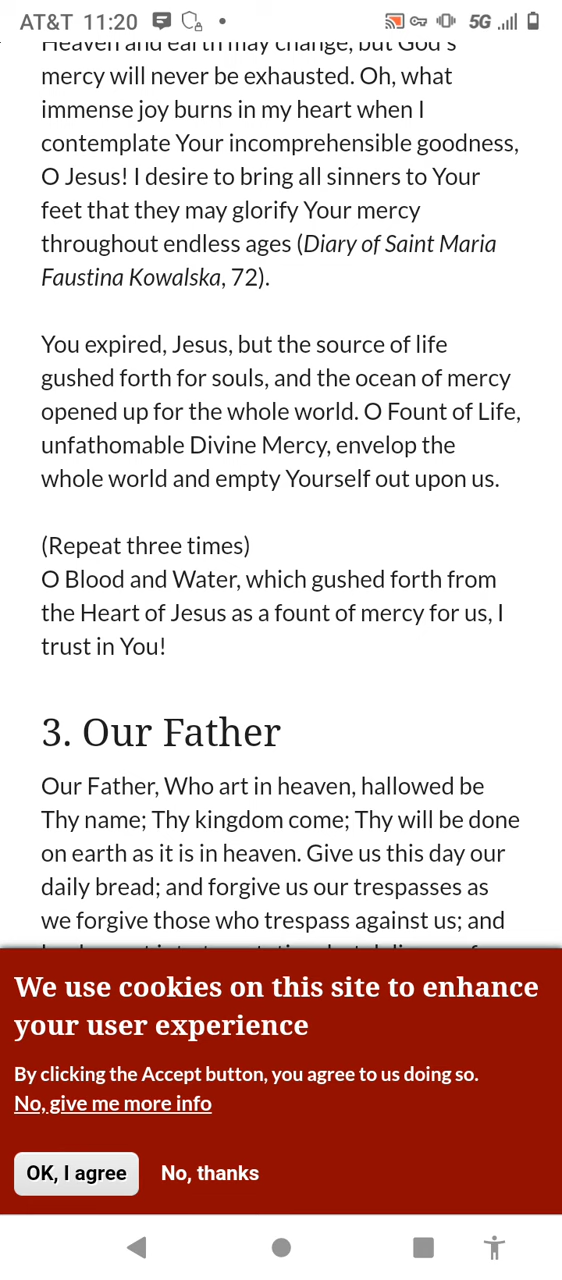 AT&T 11:20
5G
Heaven and earth may change, but God's
mercy will never be exhausted. Oh, what
immense joy burns in my heart when I
contemplate Your incomprehensible goodness,
O Jesus! I desire to bring all sinners to Your
feet that they may glorify Your mercy
throughout endless ages (Diary of Saint Maria
Faustina Kowalska, 72).
You expired, Jesus, but the source of life
gushed forth for souls, and the ocean of mercy
opened up for the whole world. O Fount of Life,
unfathomable Divine Mercy, envelop the
whole world and empty Yourself out upon us.
(Repeat three times)
O Blood and Water, which gushed forth from
the Heart of Jesus as a fount of mercy for us, I
trust in You!
3. Our Father
Our Father, Who art in heaven, hallowed be
Thy name; Thy kingdom come; Thy will be done
on earth as it is in heaven. Give us this day our
daily bread; and forgive us our trespasses as
we forgive those who trespass against us; and
We use cookies on this site to enhance
your user experience
By clicking the Accept button, you agree to us doing so.
No, give me more info
OK, I agree
No, thanks